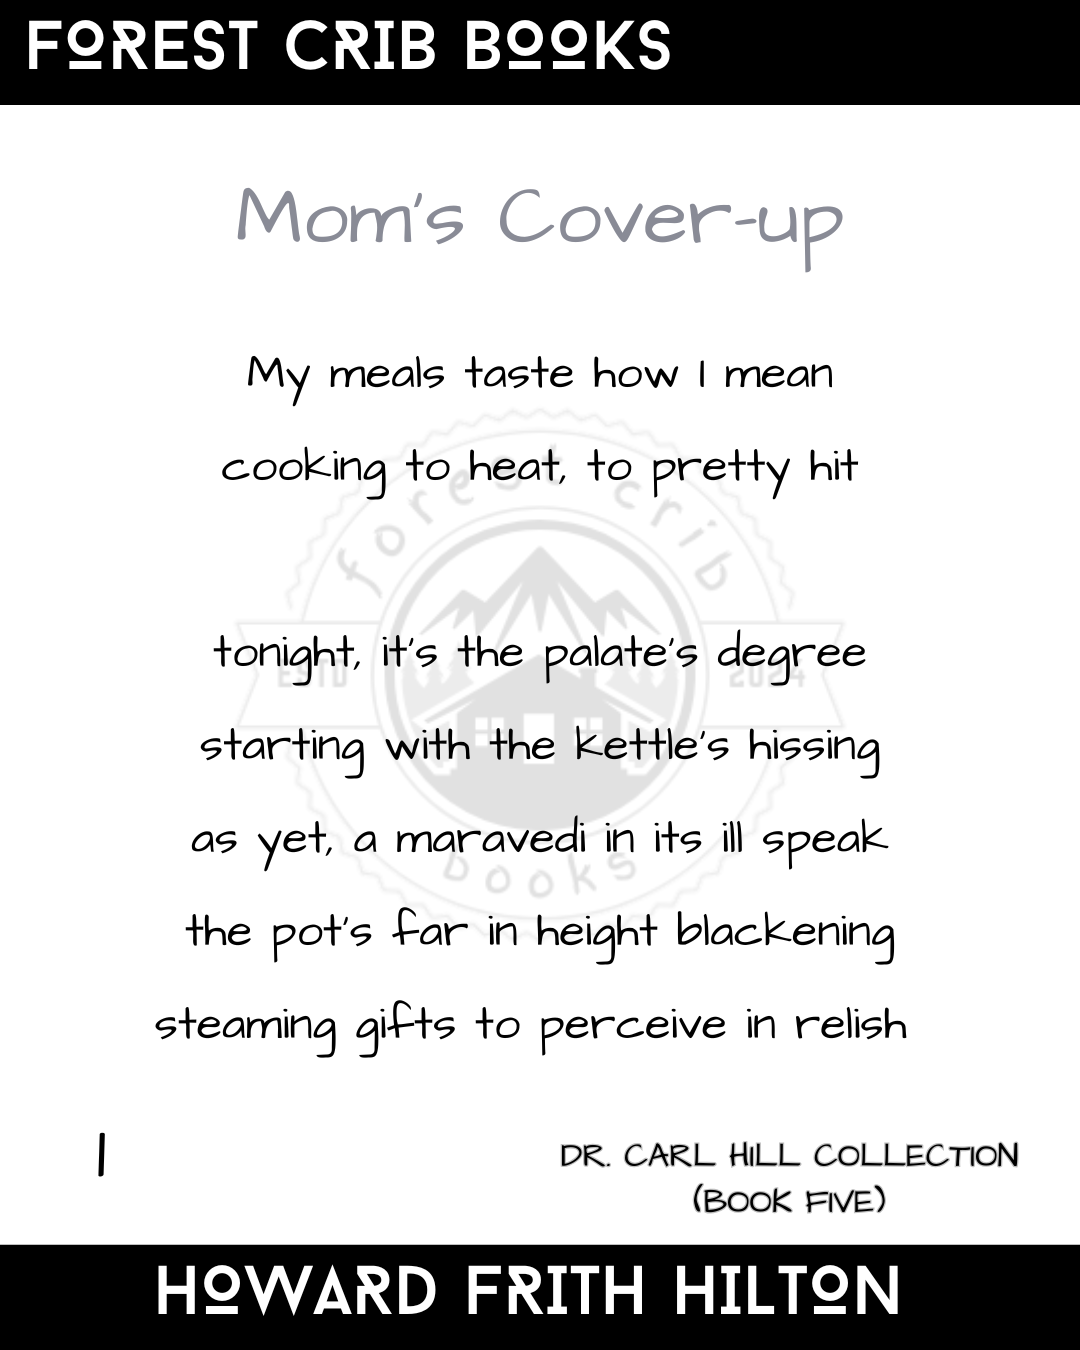 FOREST CRIB BOOKS
Mom's Cover-up
My meals taste how I mean
cooking to heat, to pretty hit
tonight, it's the palate's degree
starting with the kettle's hissing
as yet, a maravedi in its ill speak
the pot's far in height blackening
steaming gifts to perceive in relish
forest crib
ESTD 2024
books
1
DR. CARL HILL COLLECTION
(BOOK FIVE)
HOWARD FRITH HILTON